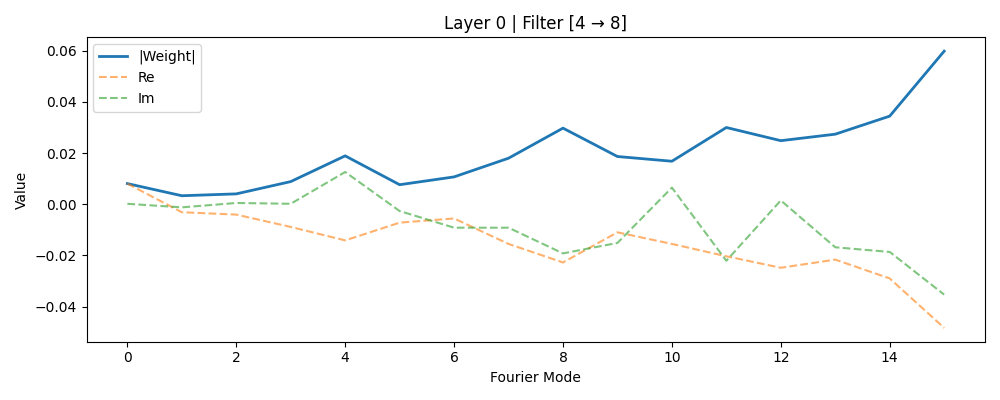 Layer 0 | Filter [4 → 8]
|Weight|
Re
Im
Value
0.06
0.04
0.02
0.00
−0.02
−0.04
0 2 4 6 8 10 12 14
Fourier Mode